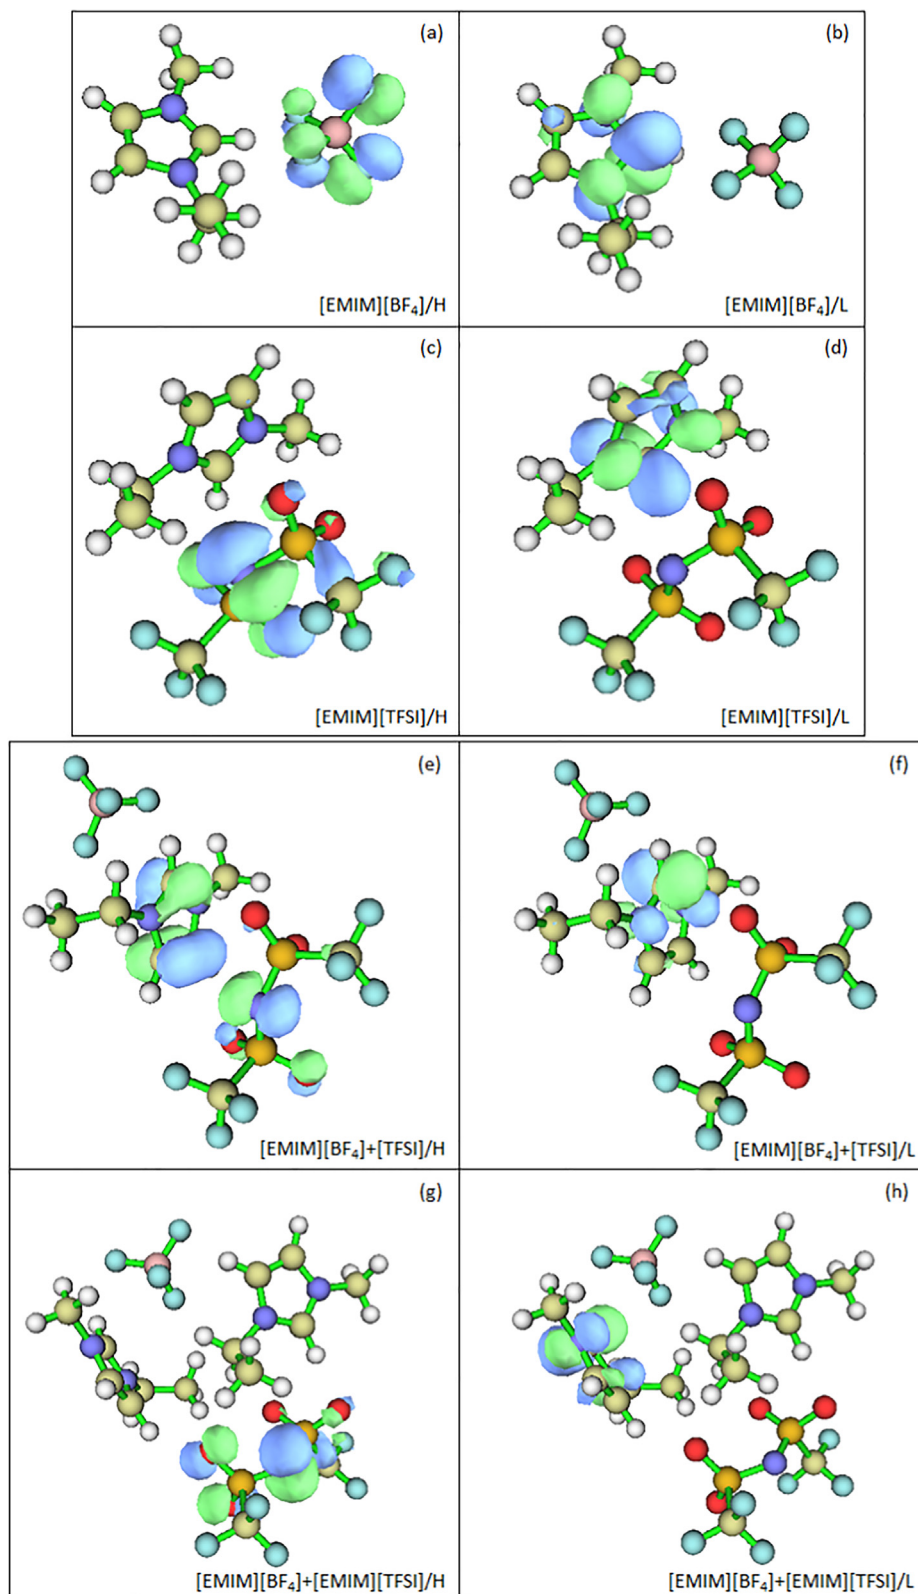 (a)
[EMIM][BF₄]/H
(b)
[EMIM][BF₄]/L
(c)
[EMIM][TFSI]/H
(d)
[EMIM][TFSI]/L
(e)
[EMIM][BF₄]+[TFSI]/H
(f)
[EMIM][BF₄]+[TFSI]/L
(g)
[EMIM][BF₄]+[EMIM][TFSI]/H
(h)
[EMIM][BF₄]+[EMIM][TFSI]/L